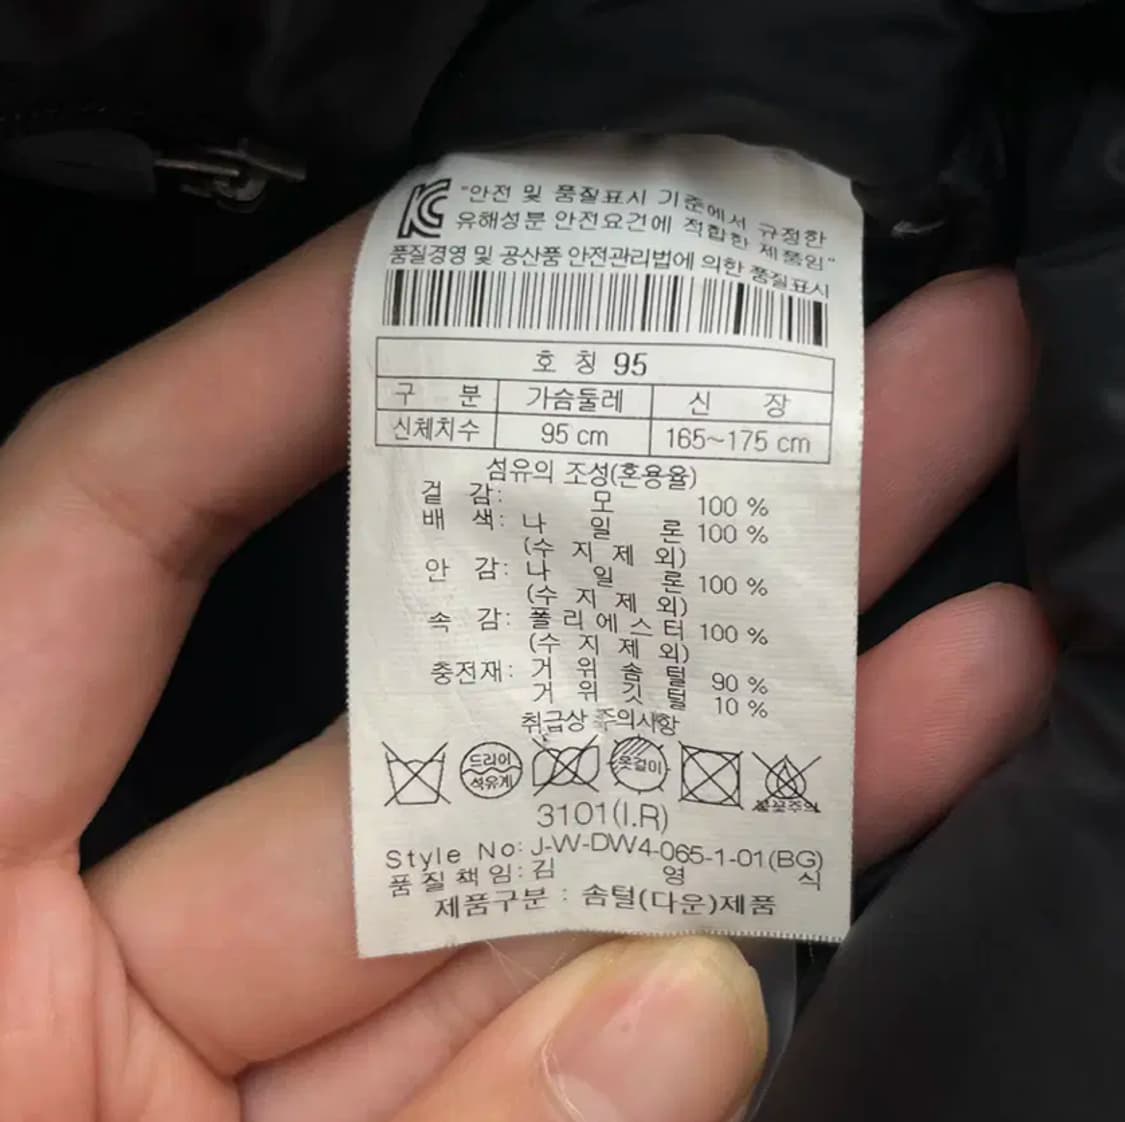 KC "안전 및 품질표시 기준에서 규정한
유해성분 안전요건에 적합한 제품임"
품질경영 및 공산품 안전관리법에 의한 품질표시
호 칭 95
구 분 가슴둘레 신 장
신체치수 95 cm 165~175 cm
섬유의 조성(혼용율)
겉 감: 모 100 %
배 색: 나 일 론 100 %
(수 지 제 외)
안 감: 나 일 론 100 %
(수 지 제 외)
속 감: 폴 리 에 스 터 100 %
(수 지 제 외)
충전재: 거 위 솜 털 90 %
거 위 깃 털 10 %
취급상 주의사항
드라이 석유계 옷걸이 불꽃주의
3101(I.R)
Style No: J-W-DW4-065-1-01(BG)
품 질 책 임: 김 영 식
제품구분 : 솜털(다운)제품